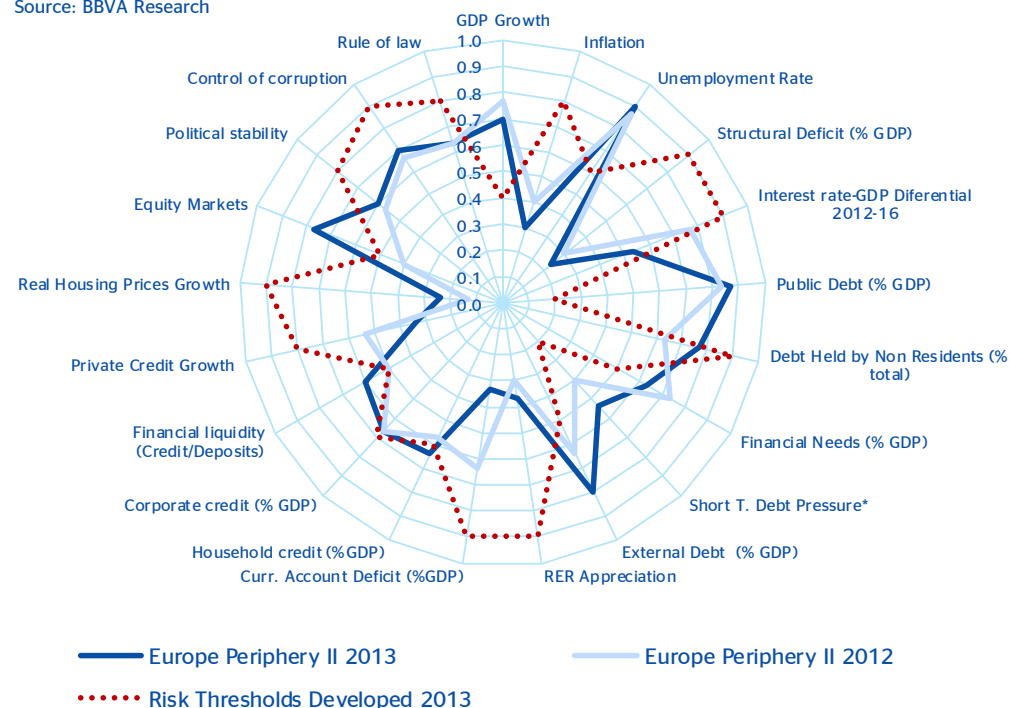 Source: BBVA Research
GDP Growth
Rule of law
1.0
Inflation
Control of corruption
0.9
Unemployment Rate
0.8
Political stability
0.7
Structural Deficit (% GDP)
0.6
0.5
Equity Markets
0.4
Interest rate-GDP Diferential
2012-16
0.3
0.2
Real Housing Prices Growth
0.1
Public Debt (% GDP)
0.0
Private Credit Growth
Debt Held by Non Residents (%
total)
Financial liquidity
(Credit/Deposits)
Financial Needs (% GDP)
Corporate credit (% GDP)
Short T. Debt Pressure*
Household credit (%GDP)
External Debt (% GDP)
Curr. Account Deficit (%GDP)
RER Appreciation
Europe Periphery II 2013
Europe Periphery II 2012
Risk Thresholds Developed 2013